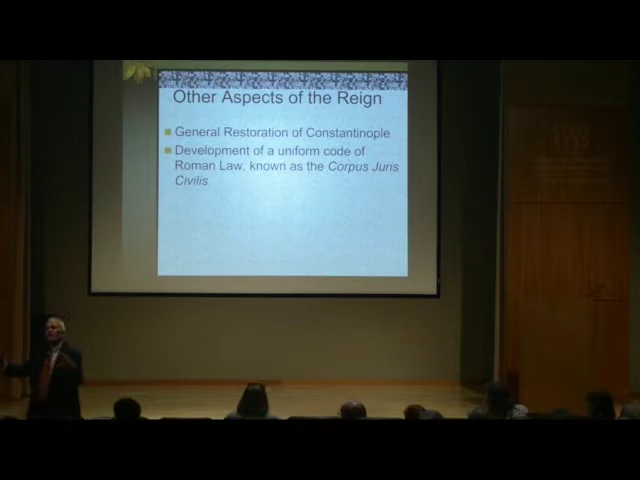 Other Aspects of the Reign
General Restoration of Constantinople
Development of a uniform code of
Roman Law, known as the Corpus Juris
Civilis